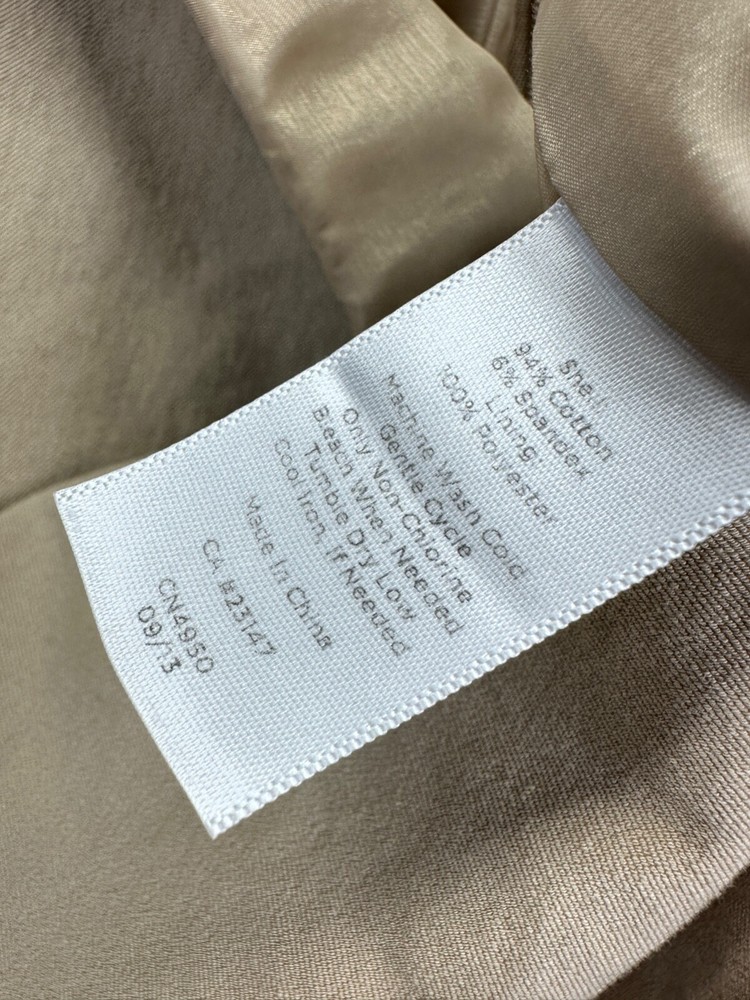 Shell
94% Cotton
6% Spandex
Lining
100% Polyester
Machine Wash Cold
Gentle Cycle
Only Non-Chlorine
Bleach When Needed
Tumble Dry Low
Cool Iron, If Needed
Made In China
CA #23147
CN4950
09/13